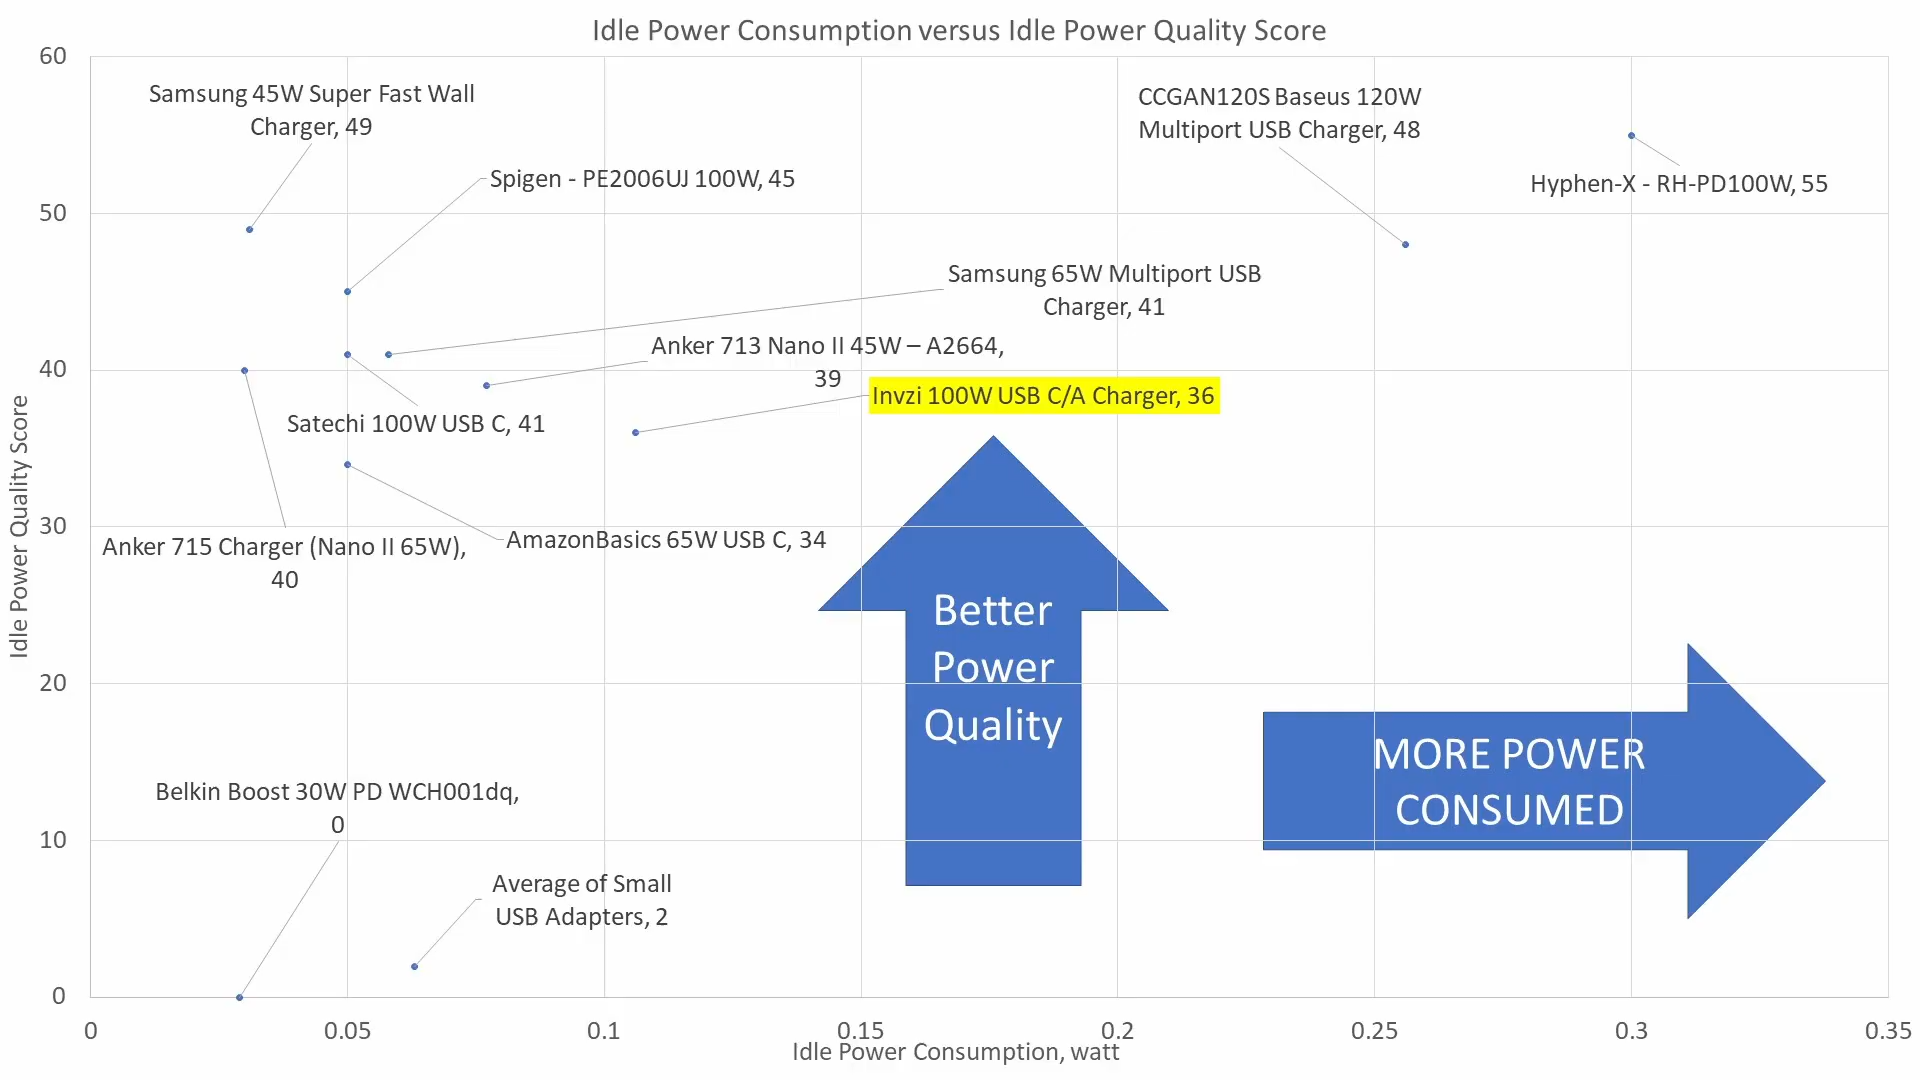 Idle Power Consumption versus Idle Power Quality Score
60
Samsung 45W Super Fast Wall
Charger, 49
CCGAN120S Baseus 120W
Multiport USB Charger, 48
Spigen - PE2006UJ 100W, 45
Hyphen-X - RH-PD100W, 55
50
Samsung 65W Multiport USB
Charger, 41
Anker 713 Nano II 45W – A2664,
39
40
Invzi 100W USB C/A Charger, 36
Satechi 100W USB C, 41
Idle Power Quality Score
30
Anker 715 Charger (Nano II 65W),
40
AmazonBasics 65W USB C, 34
Better
Power
Quality
20
MORE POWER
CONSUMED
Belkin Boost 30W PD WCH001dq,
0
10
Average of Small
USB Adapters, 2
0
0 0.05 0.1 0.15 0.2 0.25 0.3 0.35
Idle Power Consumption, watt